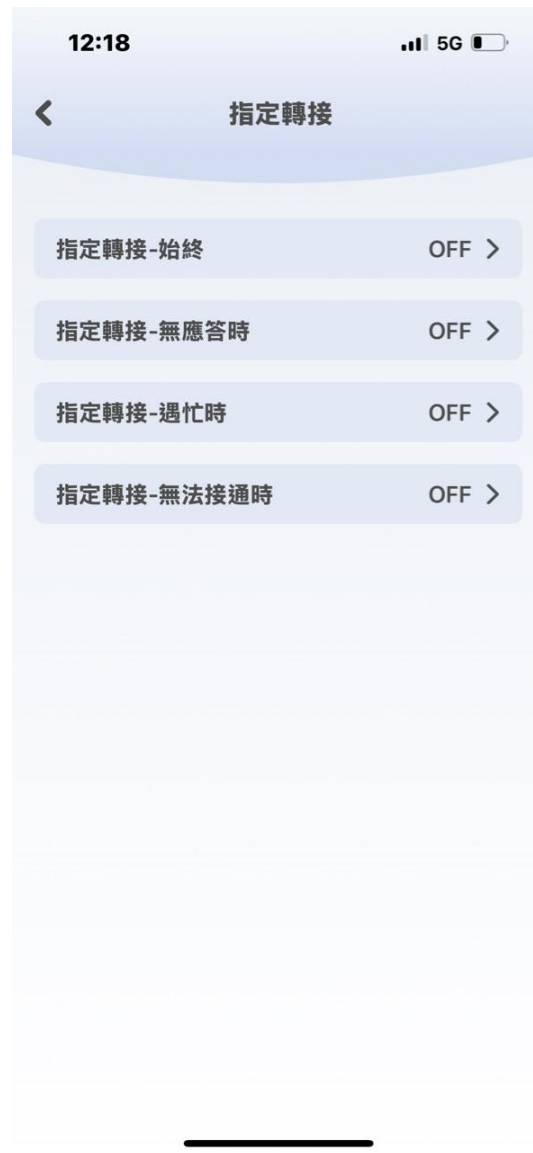 12:18 5G
指定轉接
指定轉接-始終 OFF
指定轉接-無應答時 OFF
指定轉接-遇忙時 OFF
指定轉接-無法接通時 OFF